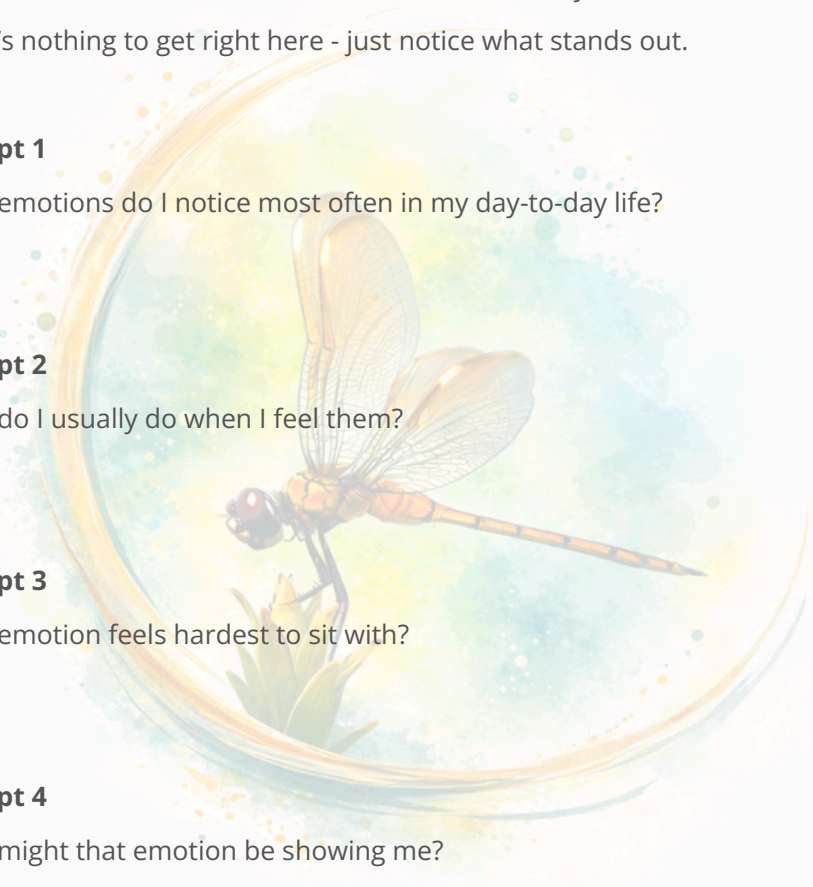 's nothing to get right here - just notice what stands out.
pt 1
emotions do I notice most often in my day-to-day life?
pt 2
do I usually do when I feel them?
pt 3
emotion feels hardest to sit with?
pt 4
might that emotion be showing me?